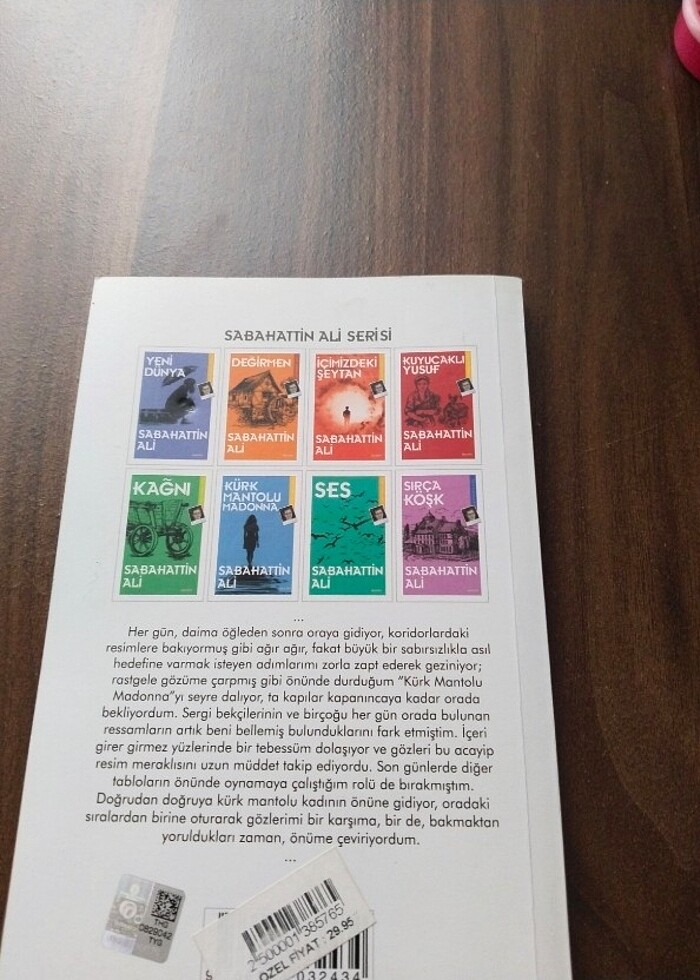 SABAHATTİN ALİ SERİSİ
YENİ
DÜNYA
SABAHATTİN
ALİ
DEĞİRMEN
SABAHATTİN
ALİ
İÇİMİZDEKİ
ŞEYTAN
SABAHATTİN
ALİ
KUYUCAKLI
YUSUF
SABAHATTİN
ALİ
KAĞNI
SABAHATTİN
ALİ
KÜRK
MANTOLU
MADONNA
SABAHATTİN
ALİ
SES
SABAHATTİN
ALİ
SIRÇA
KÖŞK
SABAHATTİN
ALİ
...
Her gün, daima öğleden sonra oraya gidiyor, koridorlardaki
resimlere bakıyormuş gibi ağır ağır, fakat büyük bir sabırsızlıkla asıl
hedefine varmak isteyen adımlarımı zorla zapt ederek geziniyor;
rastgele gözüme çarpmış gibi önünde durduğum "Kürk Mantolu
Madonna"yı seyre dalıyor, ta kapılar kapanıncaya kadar orada
bekliyordum. Sergi bekçilerinin ve birçoğu her gün orada bulunan
ressamların artık beni bellemiş bulunduklarını fark etmiştim. İçeri
girer girmez yüzlerinde bir tebessüm dolaşıyor ve gözleri bu acayip
resim meraklısını uzun müddet takip ediyordu. Son günlerde diğer
tabloların önünde oynamaya çalıştığım rolü de bırakmıştım.
Doğrudan doğruya kürk mantolu kadının önüne gidiyor, oradaki
sıralardan birine oturarak gözlerimi bir karşıma, bir de, bakmaktan
yoruldukları zaman, önüme çeviriyordum.
...
THG
0829042
TYG
2 500001 385765
ÖZEL FİYAT : 29.95
032434